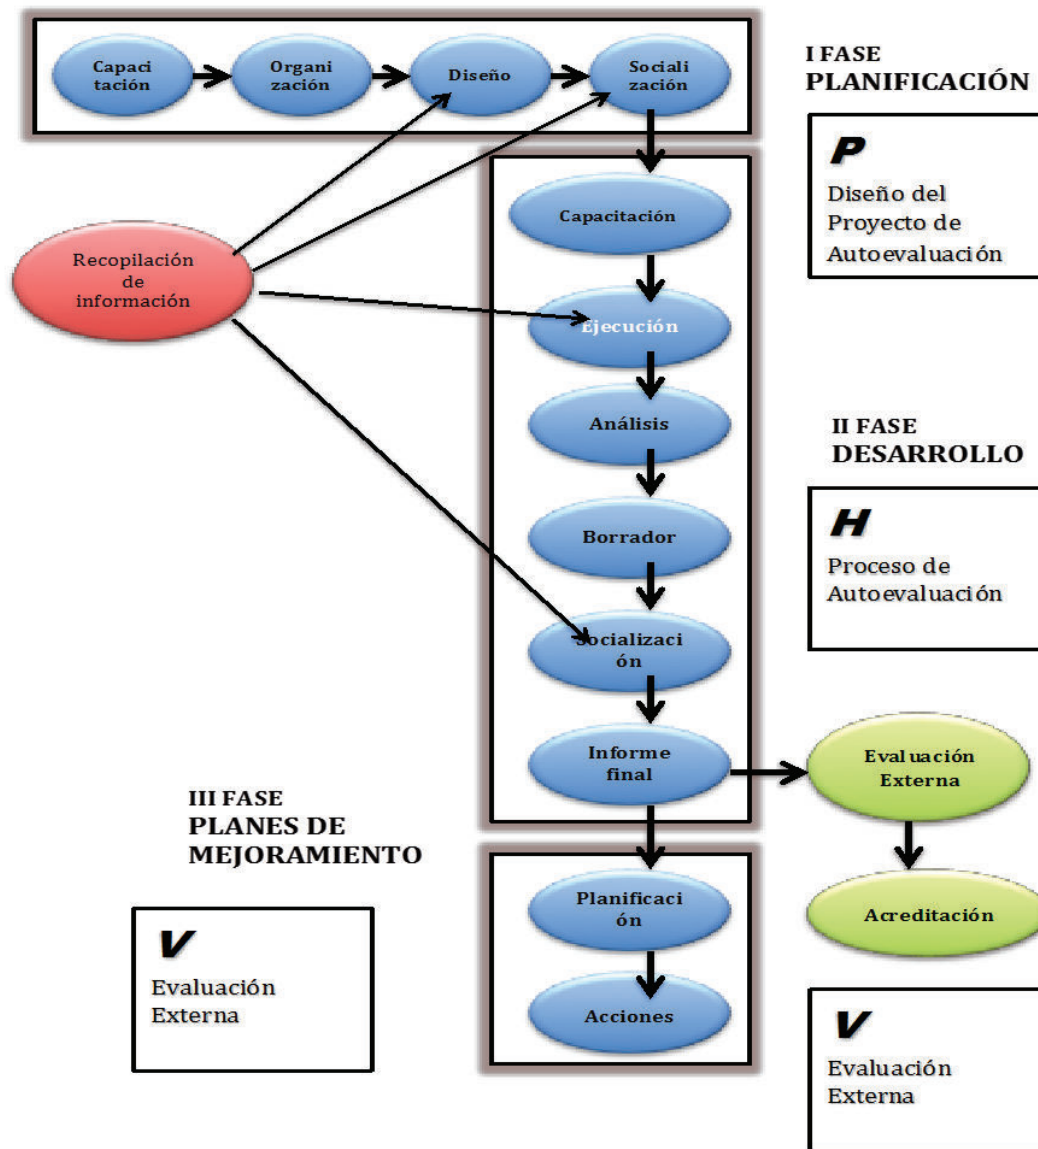 Capaci
tación
Organi
zación
Diseño
Sociali
zación
I FASE
PLANIFICACIÓN
P
Diseño del
Proyecto de
Autoevaluación
Capacitación
Recopilación
de
información
Ejecución
Análisis
II FASE
DESARROLLO
H
Proceso de
Autoevaluación
Borrador
Socializaci
ón
Informe
final
Evaluación
Externa
III FASE
PLANES DE
MEJORAMIENTO
Planificaci
ón
Acreditación
V
Evaluación
Externa
Acciones
V
Evaluación
Externa